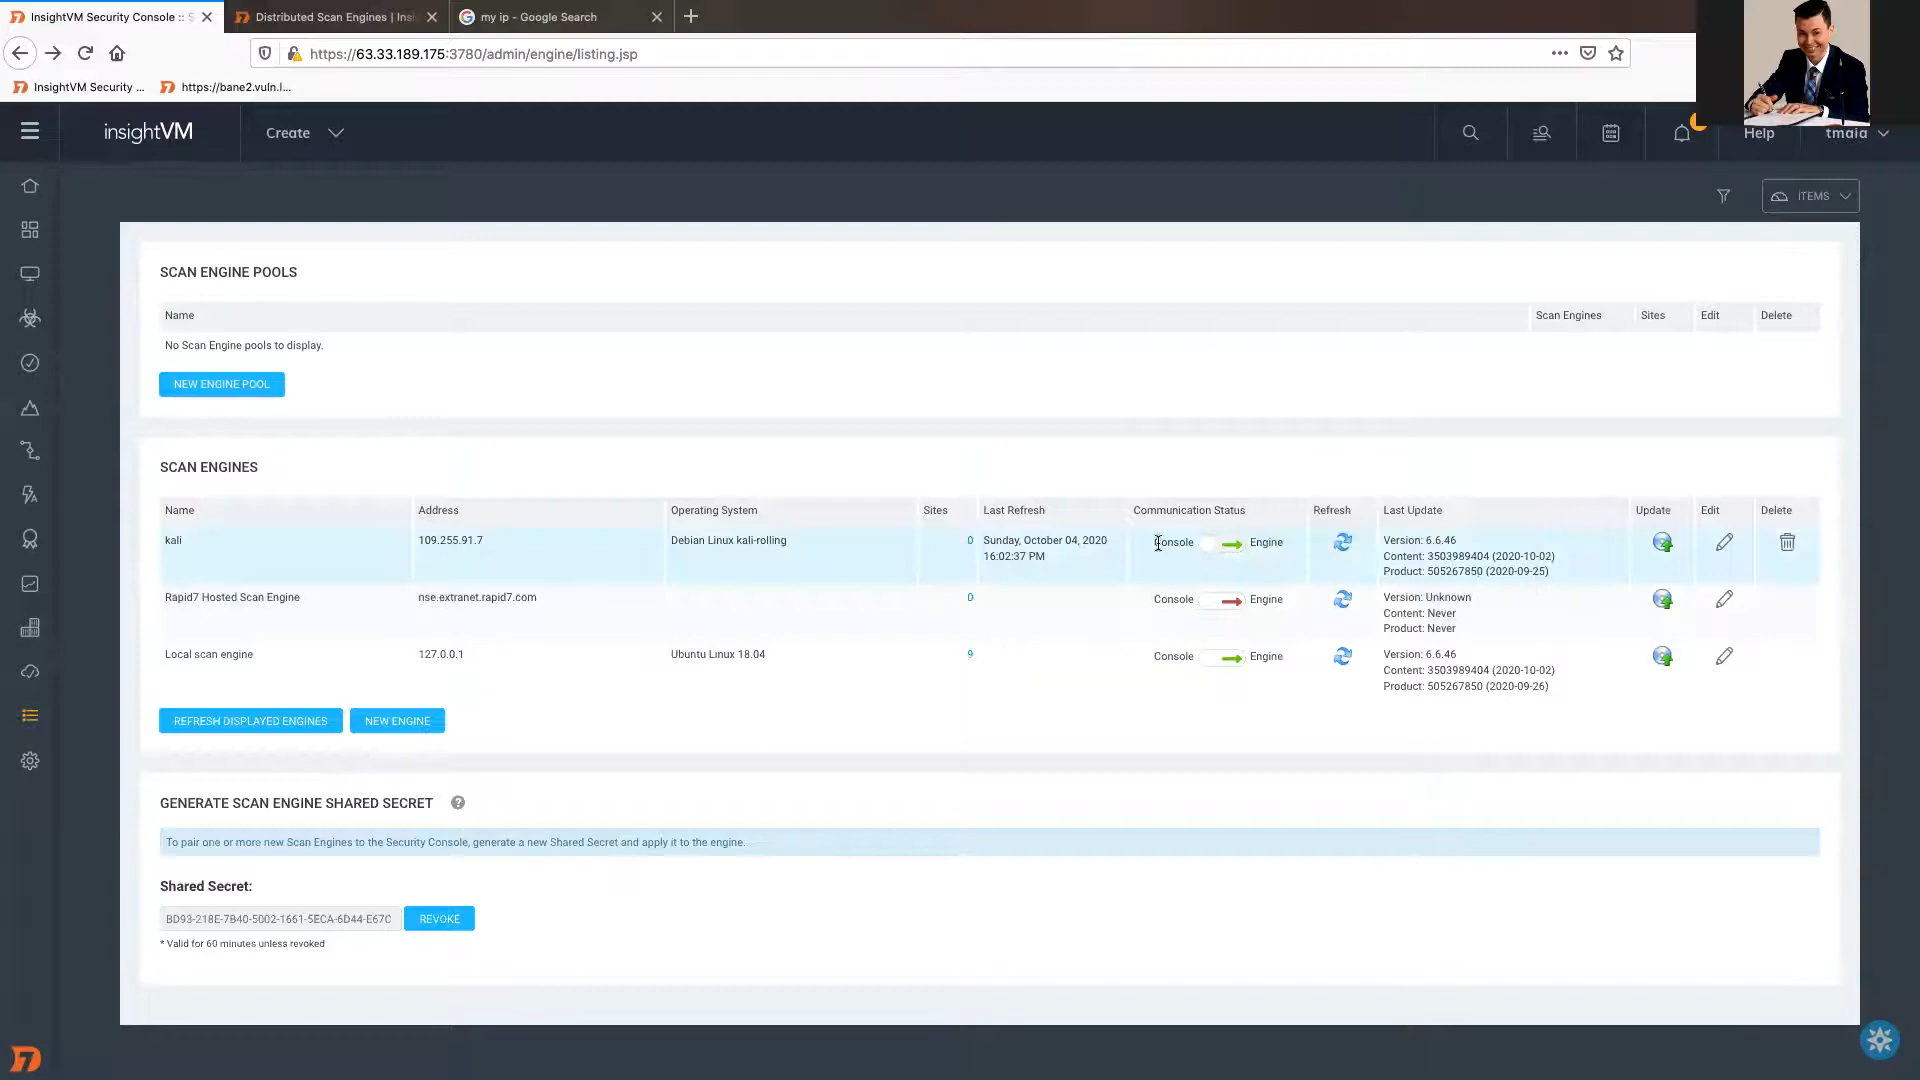 InsightVM Security Console :: S
Distributed Scan Engines | Insi
my ip - Google Search
https://63.33.189.175:3780/admin/engine/listing.jsp
InsightVM Security ...
https://bane2.vuln.l...
insightVM
Create
Help
tmaia
ITEMS
SCAN ENGINE POOLS
Name Scan Engines Sites Edit Delete
No Scan Engine pools to display.
NEW ENGINE POOL
SCAN ENGINES
Name Address Operating System Sites Last Refresh Communication Status Refresh Last Update Update Edit Delete
kali 109.255.91.7 Debian Linux kali-rolling 0 Sunday, October 04, 2020 Console Engine Version: 6.6.46
16:02:37 PM Content: 3503989404 (2020-10-02)
Product: 505267850 (2020-09-25)
Rapid7 Hosted Scan Engine nse.extranet.rapid7.com 0 Console Engine Version: Unknown
Content: Never
Product: Never
Local scan engine 127.0.0.1 Ubuntu Linux 18.04 9 Console Engine Version: 6.6.46
Content: 3503989404 (2020-10-02)
Product: 505267850 (2020-09-26)
REFRESH DISPLAYED ENGINES NEW ENGINE
GENERATE SCAN ENGINE SHARED SECRET ?
To pair one or more new Scan Engines to the Security Console, generate a new Shared Secret and apply it to the engine.
Shared Secret:
BD93-218E-7B40-5002-1661-5ECA-6D44-E67C REVOKE
* Valid for 60 minutes unless revoked